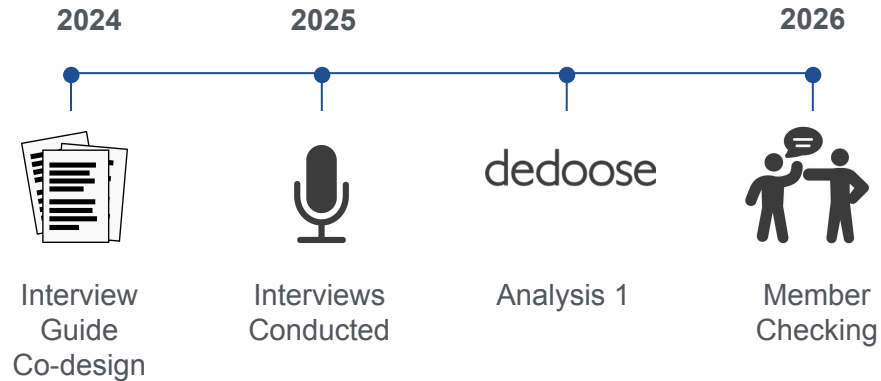 2024
2025
2026
dedoose
Interview
Guide
Co-design
Interviews
Conducted
Analysis 1
Member
Checking